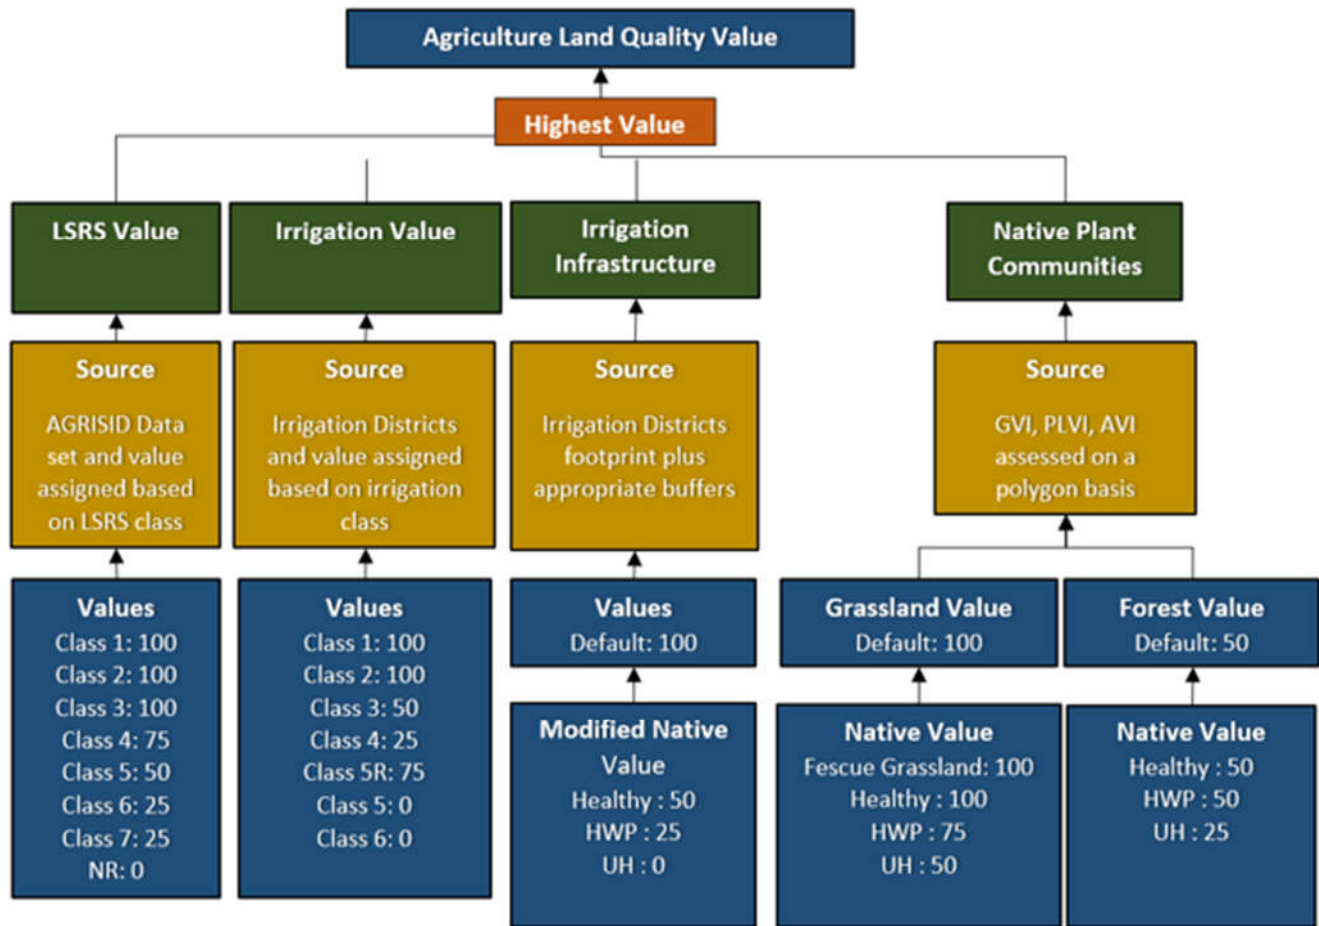 Agriculture Land Quality Value
Highest Value
LSRS Value
Irrigation Value
Irrigation
Infrastructure
Native Plant
Communities
Source
AGRISID Data
set and value
assigned based
on LSRS class
Source
Irrigation Districts
and value assigned
based on irrigation
class
Source
Irrigation Districts
footprint plus
appropriate buffers
Source
GVI, PLVI, AVI
assessed on a
polygon basis
Values
Class 1: 100
Class 2: 100
Class 3: 100
Class 4: 75
Class 5: 50
Class 6: 25
Class 7: 25
NR: 0
Values
Class 1: 100
Class 2: 100
Class 3: 50
Class 4: 25
Class 5R: 75
Class 5: 0
Class 6: 0
Values
Default: 100
Modified Native
Value
Healthy : 50
HWP : 25
UH : 0
Grassland Value
Default: 100
Native Value
Fescue Grassland: 100
Healthy : 100
HWP : 75
UH : 50
Forest Value
Default: 50
Native Value
Healthy : 50
HWP : 50
UH : 25